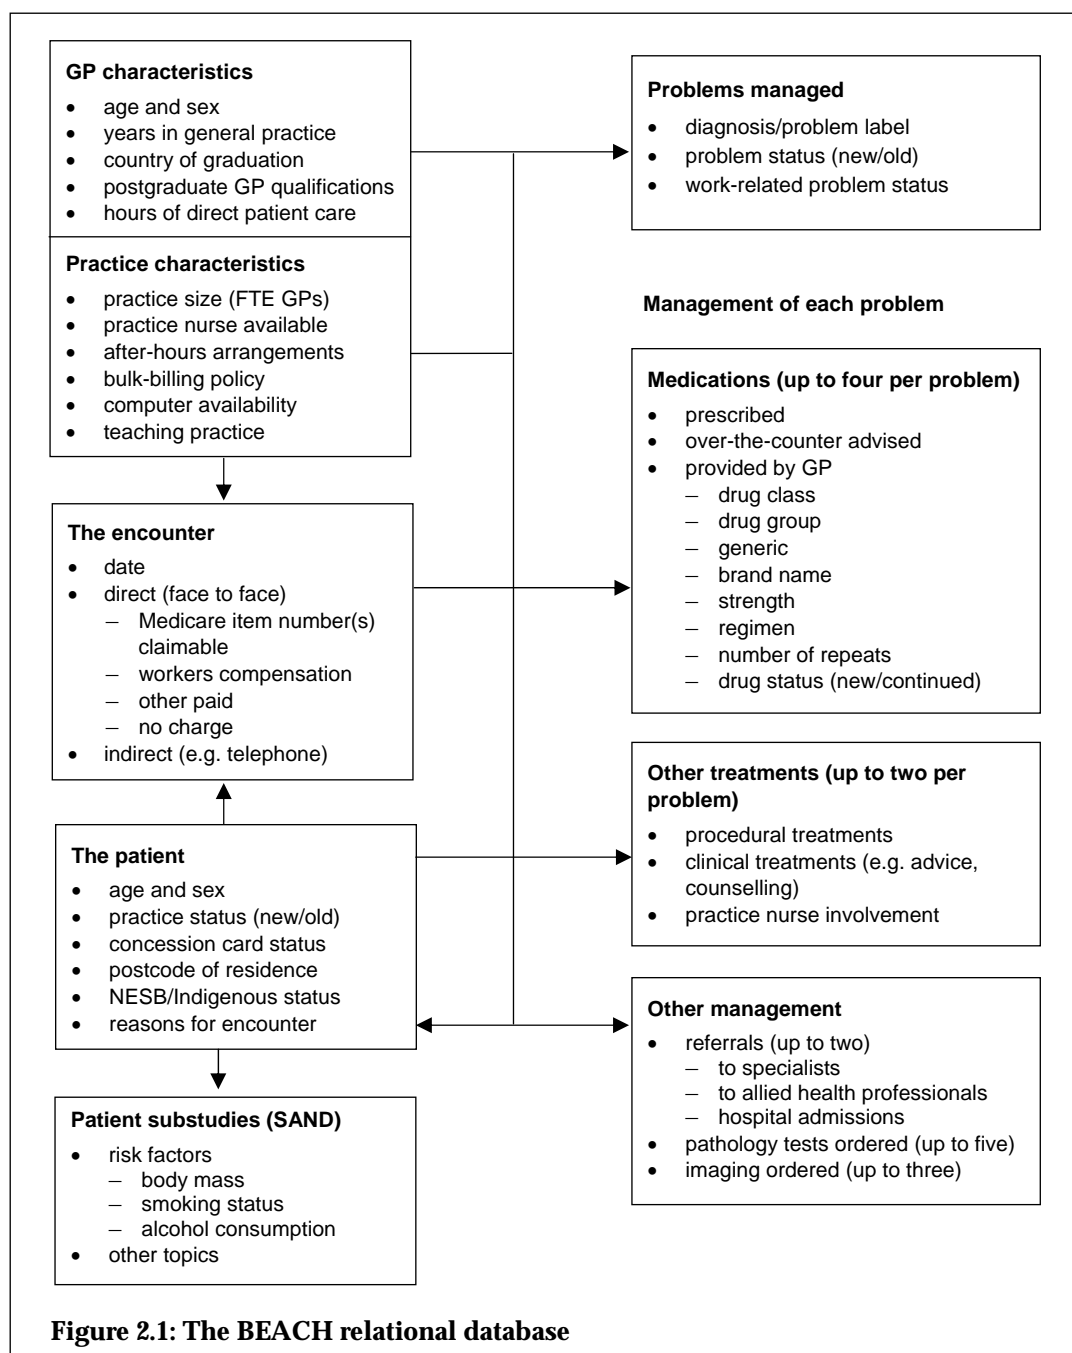 GP characteristics
• age and sex
• years in general practice
• country of graduation
• postgraduate GP qualifications
• hours of direct patient care
Practice characteristics
• practice size (FTE GPs)
• practice nurse available
• after-hours arrangements
• bulk-billing policy
• computer availability
• teaching practice
The encounter
• date
• direct (face to face)
– Medicare item number(s)
claimable
– workers compensation
– other paid
– no charge
• indirect (e.g. telephone)
The patient
• age and sex
• practice status (new/old)
• concession card status
• postcode of residence
• NESB/Indigenous status
• reasons for encounter
Patient substudies (SAND)
• risk factors
– body mass
– smoking status
– alcohol consumption
• other topics
Problems managed
• diagnosis/problem label
• problem status (new/old)
• work-related problem status
Management of each problem
Medications (up to four per problem)
• prescribed
• over-the-counter advised
• provided by GP
– drug class
– drug group
– generic
– brand name
– strength
– regimen
– number of repeats
– drug status (new/continued)
Other treatments (up to two per
problem)
• procedural treatments
• clinical treatments (e.g. advice,
counselling)
• practice nurse involvement
Other management
• referrals (up to two)
– to specialists
– to allied health professionals
– hospital admissions
• pathology tests ordered (up to five)
• imaging ordered (up to three)
Figure 2.1: The BEACH relational database